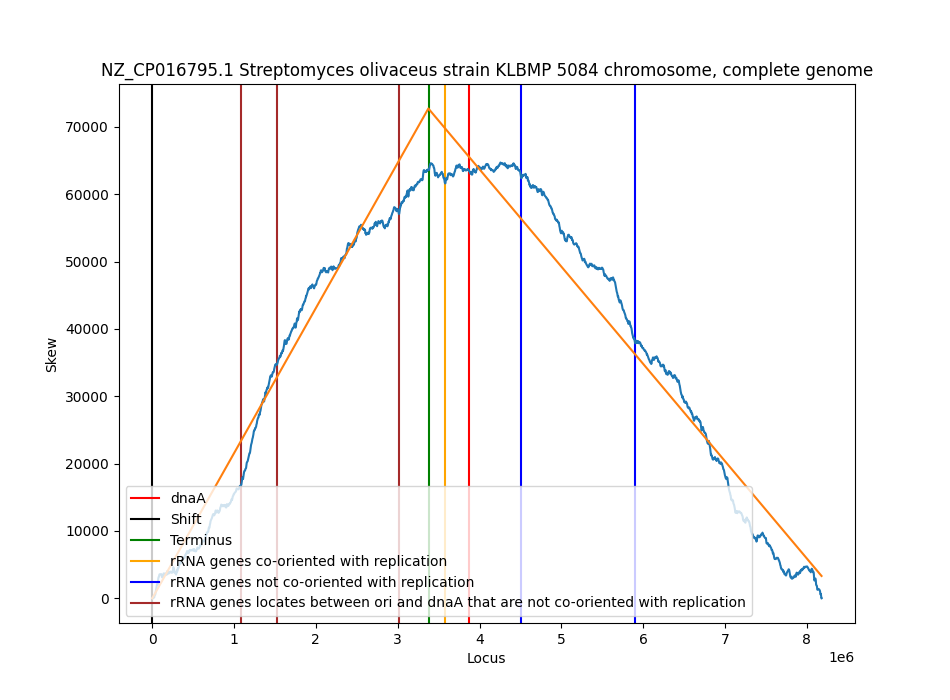 NZ_CP016795.1 Streptomyces olivaceus strain KLBMP 5084 chromosome, complete genome
Skew
70000
60000
50000
40000
30000
20000
10000
0
dnaA
Shift
Terminus
rRNA genes co-oriented with replication
rRNA genes not co-oriented with replication
rRNA genes locates between ori and dnaA that are not co-oriented with replication
0 1 2 3 4 5 6 7 8
1e6
Locus